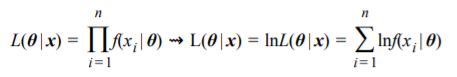 L(θ|x) = ∏_{i=1}^{n} f(x_i|θ) ⇝ L(θ|x) = lnL(θ|x) = ∑_{i=1}^{n} lnf(x_i|θ)